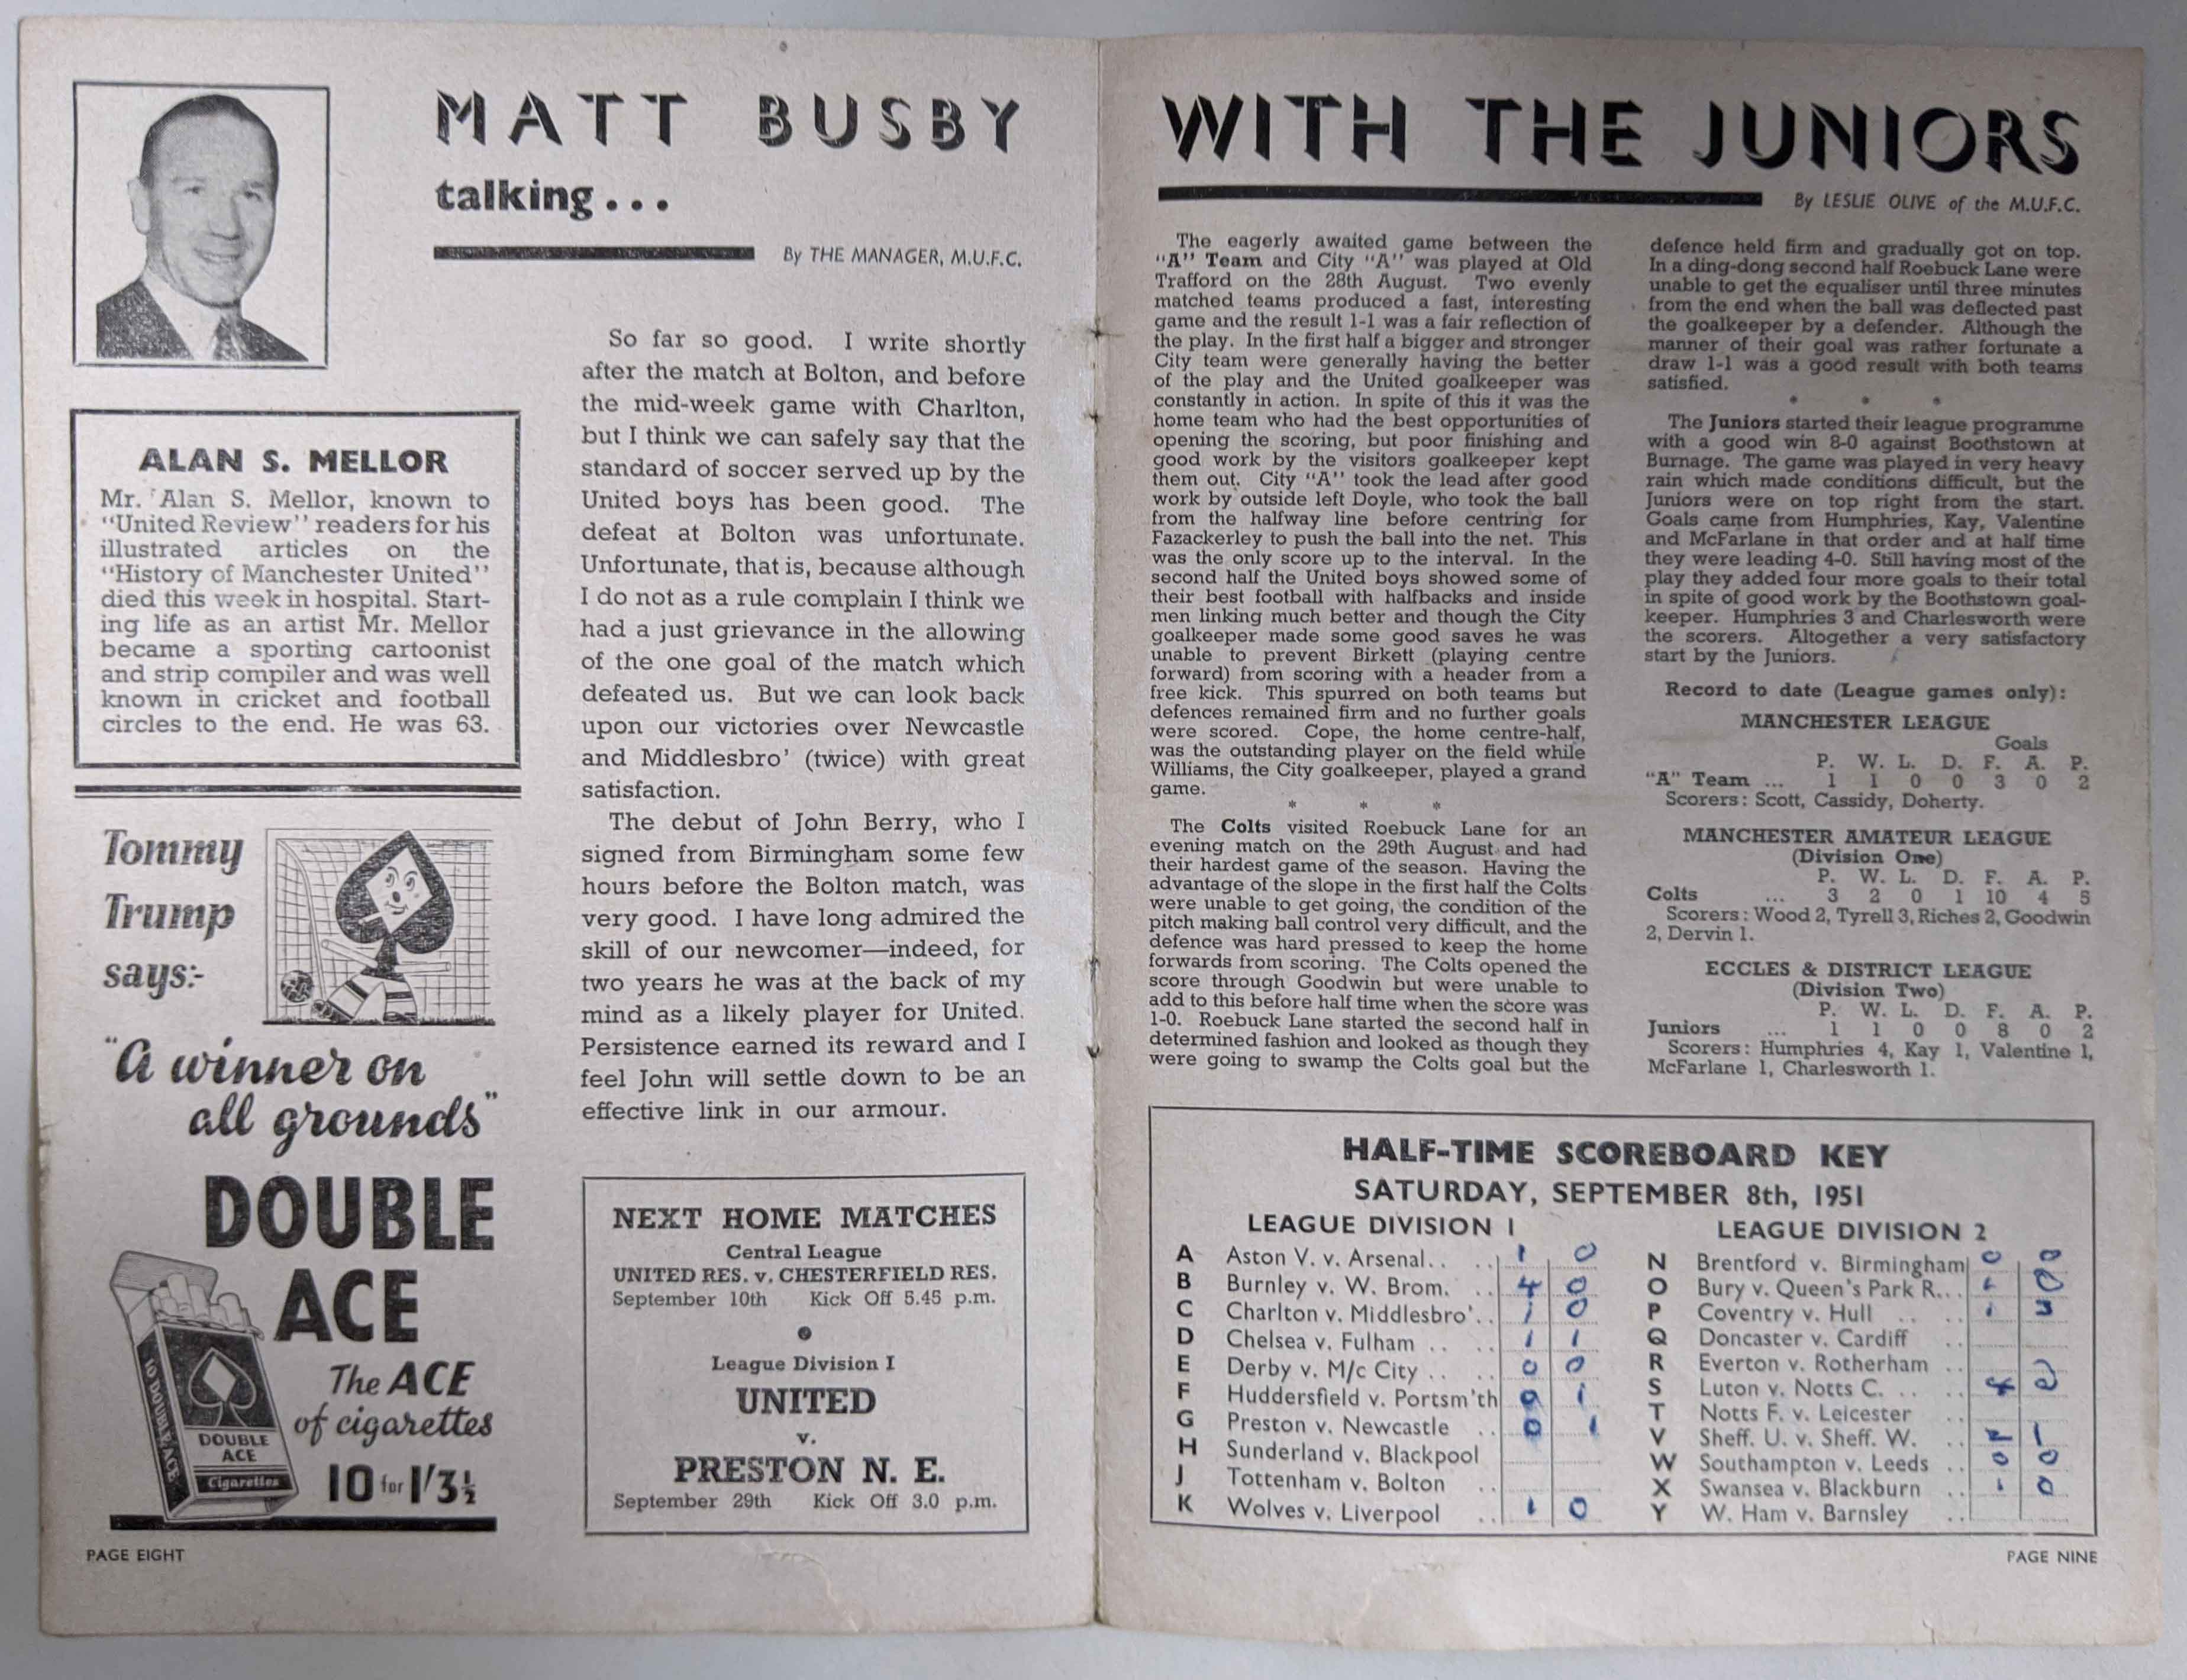 MATT BUSBY
talking...
By THE MANAGER, M.U.F.C.
ALAN S. MELLOR
Mr. Alan S. Mellor, known to
"United Review" readers for his
illustrated articles on the
"History of Manchester United"
died this week in hospital. Start-
ing life as an artist Mr. Mellor
became a sporting cartoonist
and strip compiler and was well
known in cricket and football
circles to the end. He was 63.
Tommy
Trump
says:-
"A winner on
all grounds"
DOUBLE
ACE
The ACE
of cigarettes
10 for 1/3½
DOUBLE
ACE
Cigarettes
PAGE EIGHT
So far so good. I write shortly
after the match at Bolton, and before
the mid-week game with Charlton,
but I think we can safely say that the
standard of soccer served up by the
United boys has been good. The
defeat at Bolton was unfortunate.
Unfortunate, that is, because although
I do not as a rule complain I think we
had a just grievance in the allowing
of the one goal of the match which
defeated us. But we can look back
upon our victories over Newcastle
and Middlesbro' (twice) with great
satisfaction.
The debut of John Berry, who I
signed from Birmingham some few
hours before the Bolton match, was
very good. I have long admired the
skill of our newcomer—indeed, for
two years he was at the back of my
mind as a likely player for United.
Persistence earned its reward and I
feel John will settle down to be an
effective link in our armour.
NEXT HOME MATCHES
Central League
UNITED RES. v. CHESTERFIELD RES.
September 10th Kick Off 5.45 p.m.
League Division I
UNITED
v.
PRESTON N. E.
September 29th Kick Off 3.0 p.m.
WITH THE JUNIORS
By LESLIE OLIVE of the M.U.F.C.
The eagerly awaited game between the
"A" Team and City "A" was played at Old
Trafford on the 28th August. Two evenly
matched teams produced a fast, interesting
game and the result 1-1 was a fair reflection of
the play. In the first half a bigger and stronger
City team were generally having the better
of the play and the United goalkeeper was
constantly in action. In spite of this it was the
home team who had the best opportunities of
opening the scoring, but poor finishing and
good work by the visitors goalkeeper kept
them out. City "A" took the lead after good
work by outside left Doyle, who took the ball
from the halfway line before centring for
Fazackerley to push the ball into the net. This
was the only score up to the interval. In the
second half the United boys showed some of
their best football with halfbacks and inside
men linking much better and though the City
goalkeeper made some good saves he was
unable to prevent Birkett (playing centre
forward) from scoring with a header from a
free kick. This spurred on both teams but
defences remained firm and no further goals
were scored. Cope, the home centre-half,
was the outstanding player on the field while
Williams, the City goalkeeper, played a grand
game.
* * *
The Colts visited Roebuck Lane for an
evening match on the 29th August and had
their hardest game of the season. Having the
advantage of the slope in the first half the Colts
were unable to get going, the condition of the
pitch making ball control very difficult, and the
defence was hard pressed to keep the home
forwards from scoring. The Colts opened the
score through Goodwin but were unable to
add to this before half time when the score was
1-0. Roebuck Lane started the second half in
determined fashion and looked as though they
were going to swamp the Colts goal but the
defence held firm and gradually got on top.
In a ding-dong second half Roebuck Lane were
unable to get the equaliser until three minutes
from the end when the ball was deflected past
the goalkeeper by a defender. Although the
manner of their goal was rather fortunate a
draw 1-1 was a good result with both teams
satisfied.
* * *
The Juniors started their league programme
with a good win 8-0 against Boothstown at
Burnage. The game was played in very heavy
rain which made conditions difficult, but the
Juniors were on top right from the start.
Goals came from Humphries, Kay, Valentine
and McFarlane in that order and at half time
they were leading 4-0. Still having most of the
play they added four more goals to their total
in spite of good work by the Boothstown goal-
keeper. Humphries 3 and Charlesworth were
the scorers. Altogether a very satisfactory
start by the Juniors.
Record to date (League games only):
MANCHESTER LEAGUE
Goals
P. W. L. D. F. A. P.
"A" Team ... 1 1 0 0 3 0 2
Scorers: Scott, Cassidy, Doherty.
MANCHESTER AMATEUR LEAGUE
(Division One)
P. W. L. D. F. A. P.
Colts ... 3 2 0 1 10 4 5
Scorers: Wood 2, Tyrell 3, Riches 2, Goodwin
2, Dervin 1.
ECCLES & DISTRICT LEAGUE
(Division Two)
P. W. L. D. F. A. P.
Juniors ... 1 1 0 0 8 0 2
Scorers: Humphries 4, Kay 1, Valentine 1,
McFarlane 1, Charlesworth 1.
HALF-TIME SCOREBOARD KEY
SATURDAY, SEPTEMBER 8th, 1951
LEAGUE DIVISION 1
A Aston V. v. Arsenal.. .. 1 0
B Burnley v. W. Brom. .. 4 0
C Charlton v. Middlesbro'.. 1 0
D Chelsea v. Fulham .. .. 1 1
E Derby v. M/c City .. .. 0 0
F Huddersfield v. Portsm'th 0 1
G Preston v. Newcastle .. 0 1
H Sunderland v. Blackpool
J Tottenham v. Bolton ..
K Wolves v. Liverpool .. 1 0
LEAGUE DIVISION 2
N Brentford v. Birmingham 0 0
O Bury v. Queen's Park R... 0
P Coventry v. Hull .. .. 1 3
Q Doncaster v. Cardiff ..
R Everton v. Rotherham ..
S Luton v. Notts C. .. .. 4 2
T Notts F. v. Leicester ..
V Sheff. U. v. Sheff. W. .. 2 1
W Southampton v. Leeds .. 0 0
X Swansea v. Blackburn .. 1 0
Y W. Ham v. Barnsley ..
PAGE NINE